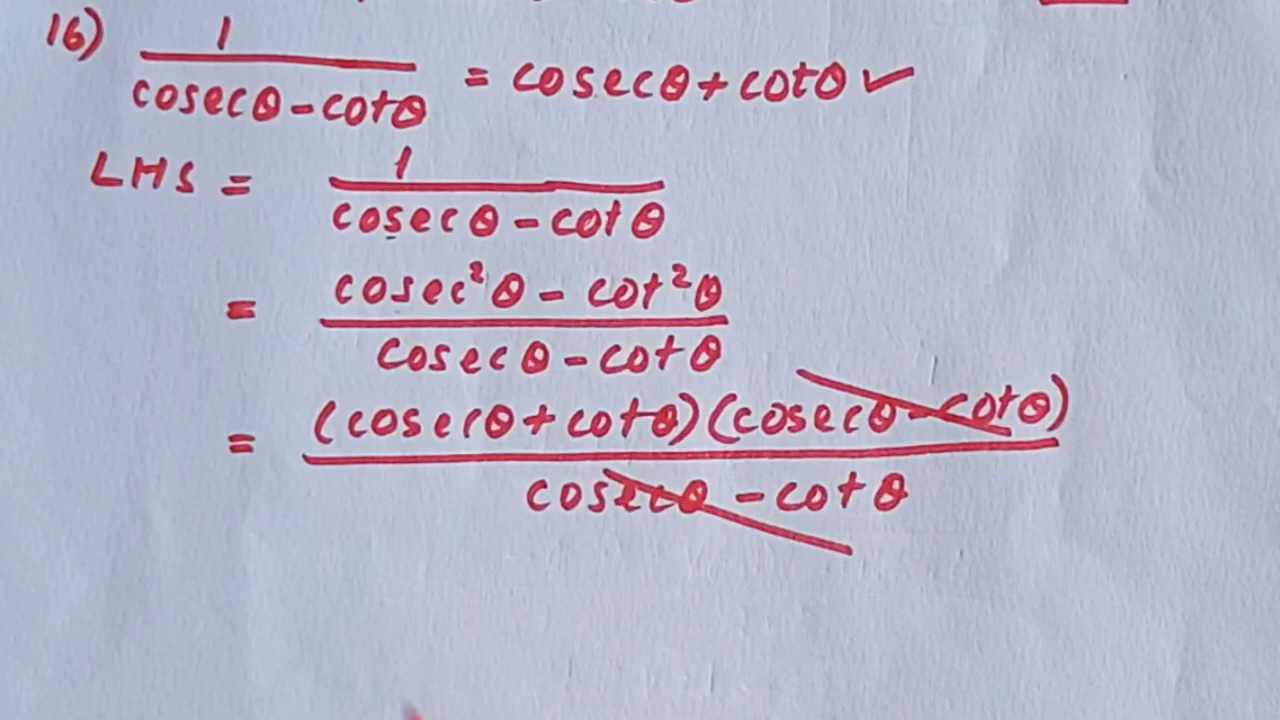 16) 1/(cosecθ - cotθ) = cosecθ + cotθ ✓
LHS = 1/(cosecθ - cotθ)
= (cosec²θ - cot²θ)/(cosecθ - cotθ)
= (cosecθ + cotθ)(cosecθ - cotθ)/(cosecθ - cotθ)